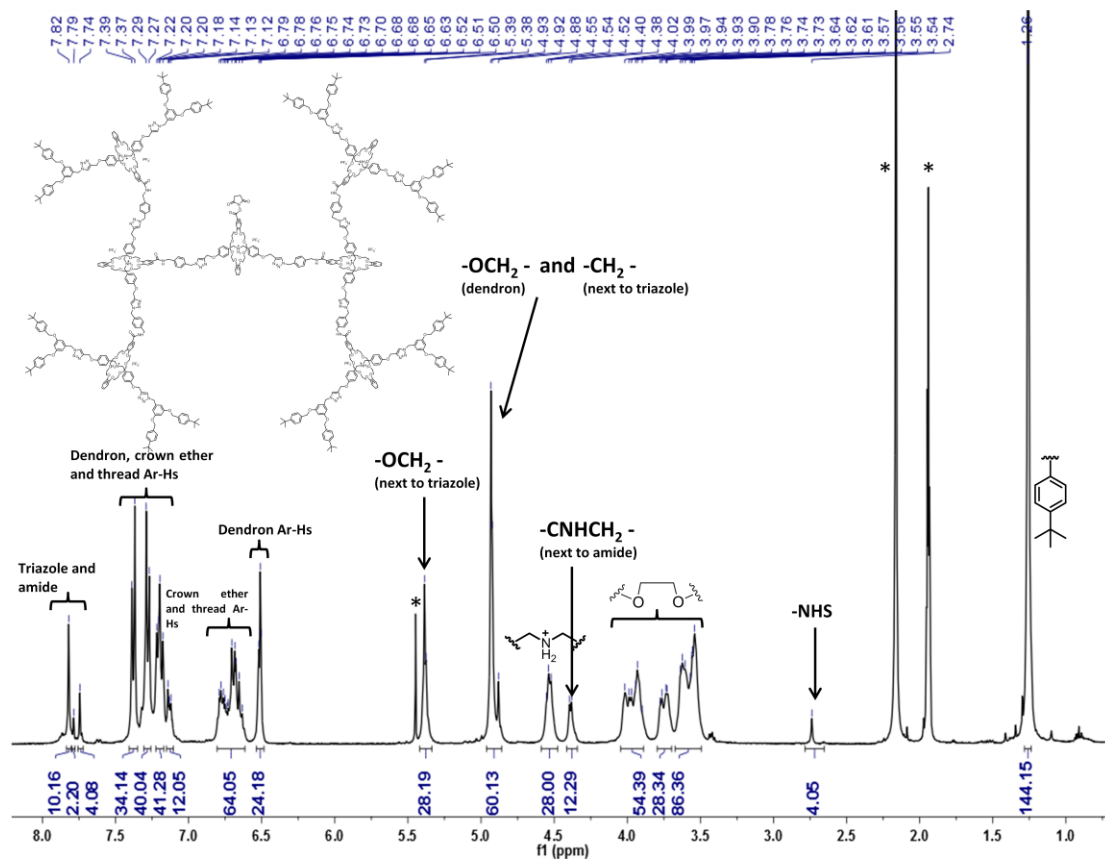 7.82 7.79 7.74 7.39 7.37 7.29 7.27 7.22 7.20 7.20 7.18 7.14 7.12 6.79 6.78 6.76 6.75 6.74 6.73 6.70 6.68 6.68 6.65 6.63 6.52 6.51 6.50 5.39 5.38 4.93 4.92 4.88 4.55 4.54 4.52 4.40 4.38 4.02 3.99 3.97 3.93 3.90 3.78 3.76 3.74 3.73 3.64 3.62 3.61 3.57 3.56 3.55 3.54 2.74 1.26
* *
-OCH2 - and -CH2 -
(dendron) (next to triazole)
Dendron, crown ether
and thread Ar-Hs
-OCH2 -
(next to triazole)
Dendron Ar-Hs
-CNHCH2 -
(next to amide)
Triazole and
amide
Crown ether
and thread Ar-
Hs
*
O O
N+
H2
-NHS
10.16 2.20 4.08 34.14 40.04 41.28 12.05 64.05 24.18 28.19 60.13 28.00 12.29 54.39 28.34 86.36 4.05 144.15
8.0 7.5 7.0 6.5 6.0 5.5 5.0 4.5 4.0 3.5 3.0 2.5 2.0 1.5 1.0
f1 (ppm)